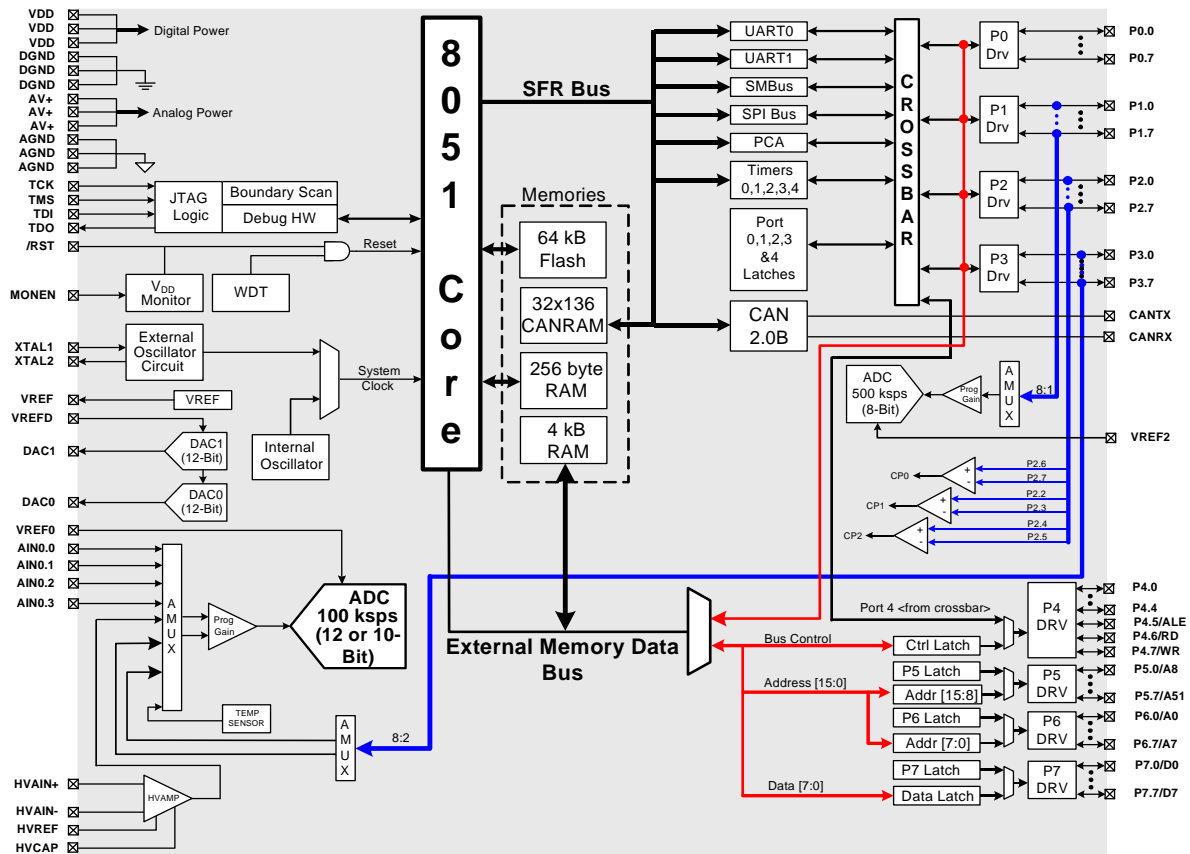 VDD
VDD
VDD
Digital Power
DGND
DGND
DGND
AV+
AV+
AV+
Analog Power
AGND
AGND
AGND
TCK
TMS
TDI
TDO
JTAG
Logic
Boundary Scan
Debug HW
/RST
Reset
MONEN
VDD
Monitor
WDT
XTAL1
XTAL2
External
Oscillator
Circuit
System
Clock
VREF
VREF
VREFD
DAC1
DAC1
(12-Bit)
Internal
Oscillator
DAC0
DAC0
(12-Bit)
VREF0
AIN0.0
AIN0.1
AIN0.2
AIN0.3
AMUX
Prog
Gain
ADC
100 ksps
(12 or 10-
Bit)
TEMP
SENSOR
AMUX
8:2
HVAIN+
HVAIN-
HVREF
HVCAP
HVAMP
8051 Core
SFR Bus
Memories
64 kB
Flash
32x136
CANRAM
256 byte
RAM
4 kB
RAM
External Memory Data
Bus
UART0
UART1
SMBus
SPI Bus
PCA
Timers
0,1,2,3,4
Port
0,1,2,3
&4
Latches
CAN
2.0B
CROSSBAR
P0
Drv
P1
Drv
P2
Drv
P3
Drv
P0.0
P0.7
P1.0
P1.7
P2.0
P2.7
P3.0
P3.7
CANTX
CANRX
ADC
500 ksps
(8-Bit)
Prog
Gain
AMUX
8:1
VREF2
CP0
+
-
P2.6
P2.7
CP1
+
-
P2.2
P2.3
CP2
+
-
P2.4
P2.5
Port 4 <from crossbar>
Bus Control
Ctrl Latch
P4
DRV
P4.0
P4.4
P4.5/ALE
P4.6/RD
P4.7/WR
Address [15:0]
P5 Latch
Addr [15:8]
P5
DRV
P5.0/A8
P5.7/A51
P6 Latch
Addr [7:0]
P6
DRV
P6.0/A0
P6.7/A7
Data [7:0]
P7 Latch
Data Latch
P7
DRV
P7.0/D0
P7.7/D7